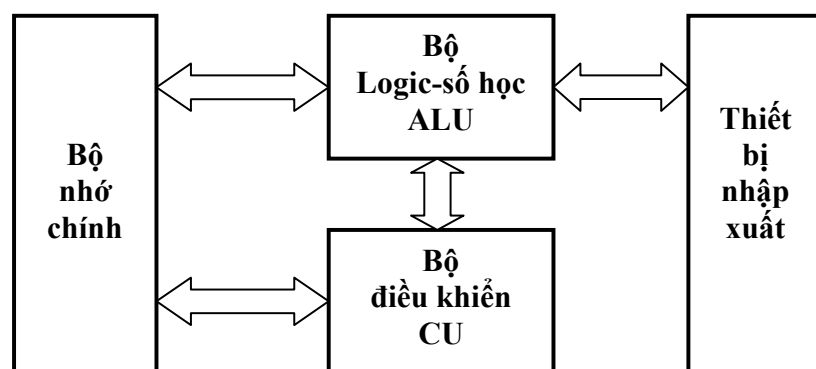 Bộ
nhớ
chính
Bộ
Logic-số học
ALU
Bộ
điều khiển
CU
Thiết
bị
nhập
xuất